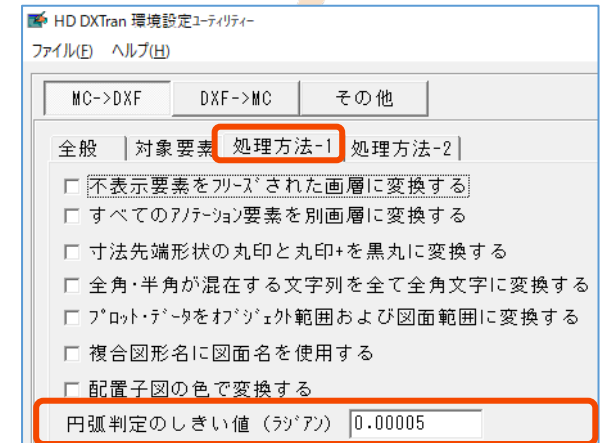 HD DXTran 環境設定ﾕｰﾃｨﾘﾃｨｰ
ファイル(F) ヘルプ(H)
MC->DXF DXF->MC その他
全般 対象要素 処理方法-1 処理方法-2
不表示要素をﾌﾘｰｽﾞされた画層に変換する
すべてのｱﾉﾃｰｼｮﾝ要素を別画層に変換する
寸法先端形状の丸印と丸印+を黒丸に変換する
全角･半角が混在する文字列を全て全角文字に変換する
ﾌﾟﾛｯﾄ･ﾃﾞｰﾀをｵﾌﾞｼﾞｪｸﾄ範囲および図面範囲に変換する
複合図形名に図面名を使用する
配置子図の色で変換する
円弧判定のしきい値 (ﾗｼﾞｱﾝ) 0.00005